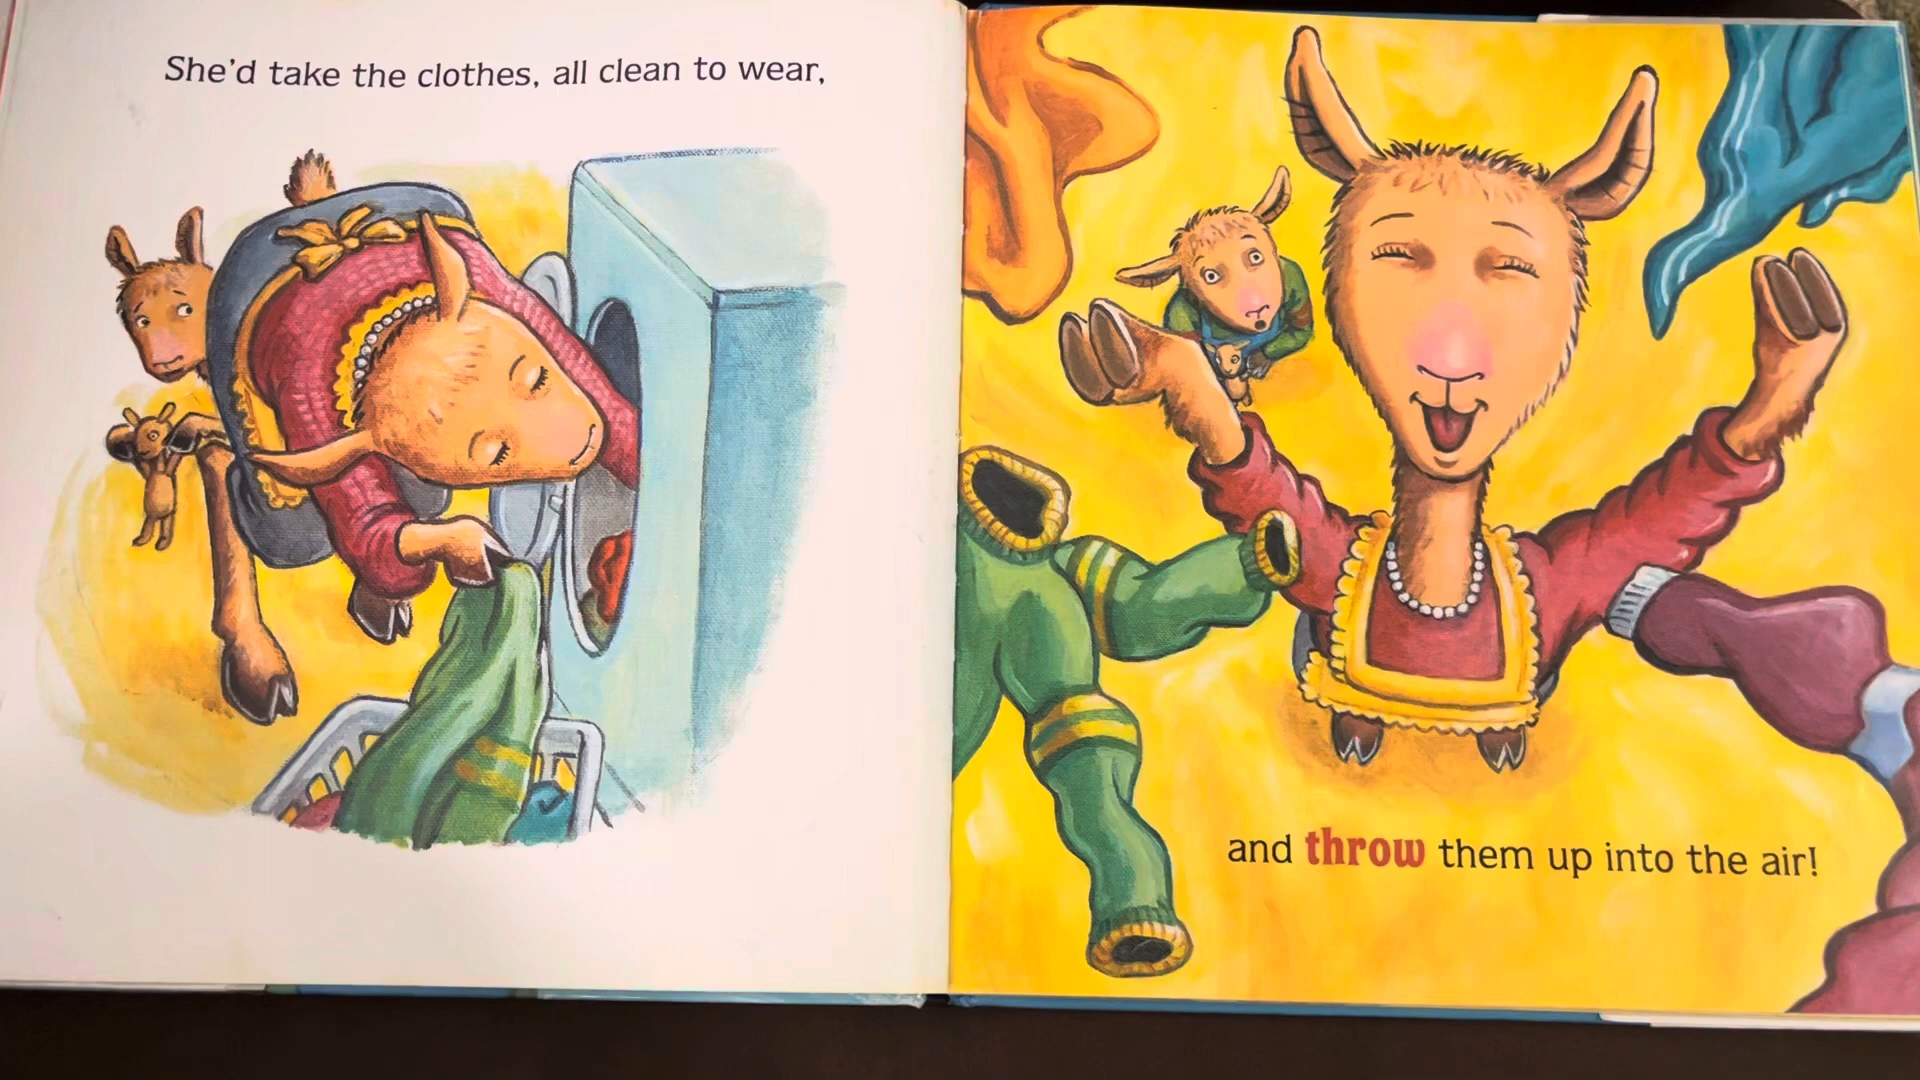 She'd take the clothes, all clean to wear,
and throw them up into the air!